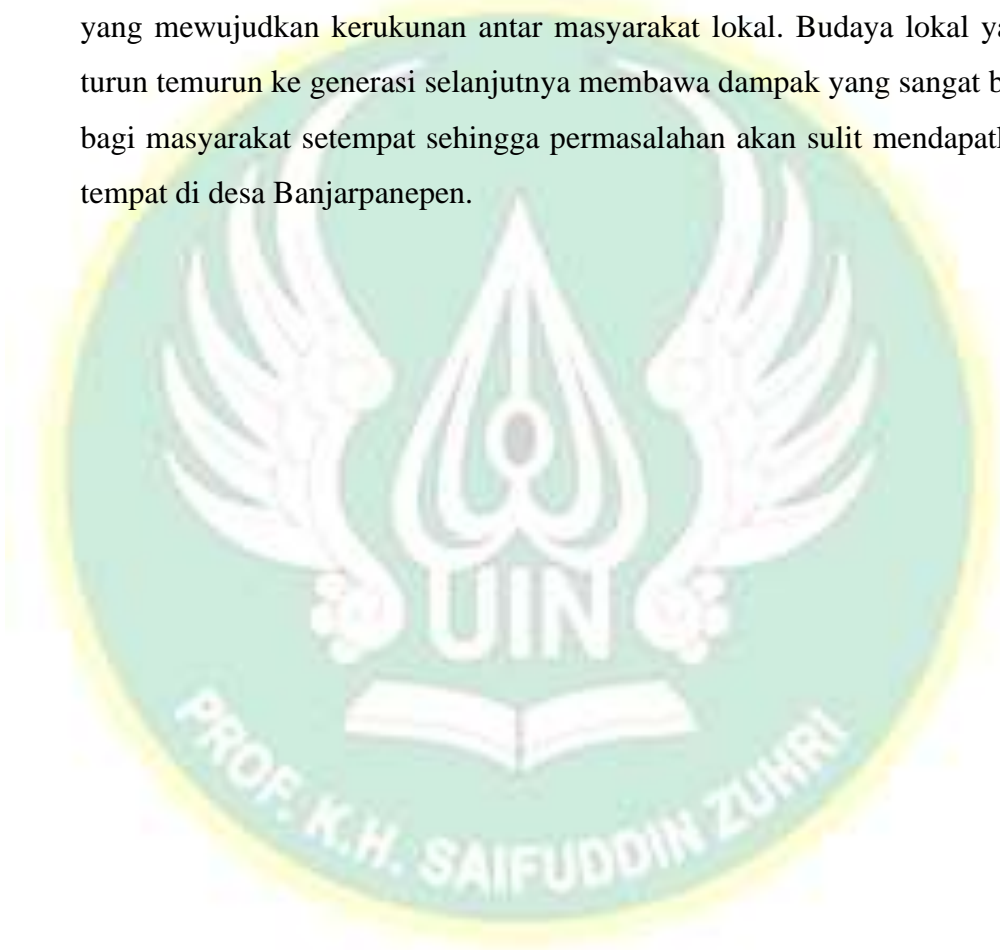 yang mewujudkan kerukunan antar masyarakat lokal. Budaya lokal
turun temurun ke generasi selanjutnya membawa dampak yang sangat
bagi masyarakat setempat sehingga permasalahan akan sulit
tempat di desa Banjarpanepen.
UIN
PROF. K.H. SAIFUDDIN ZUHRI